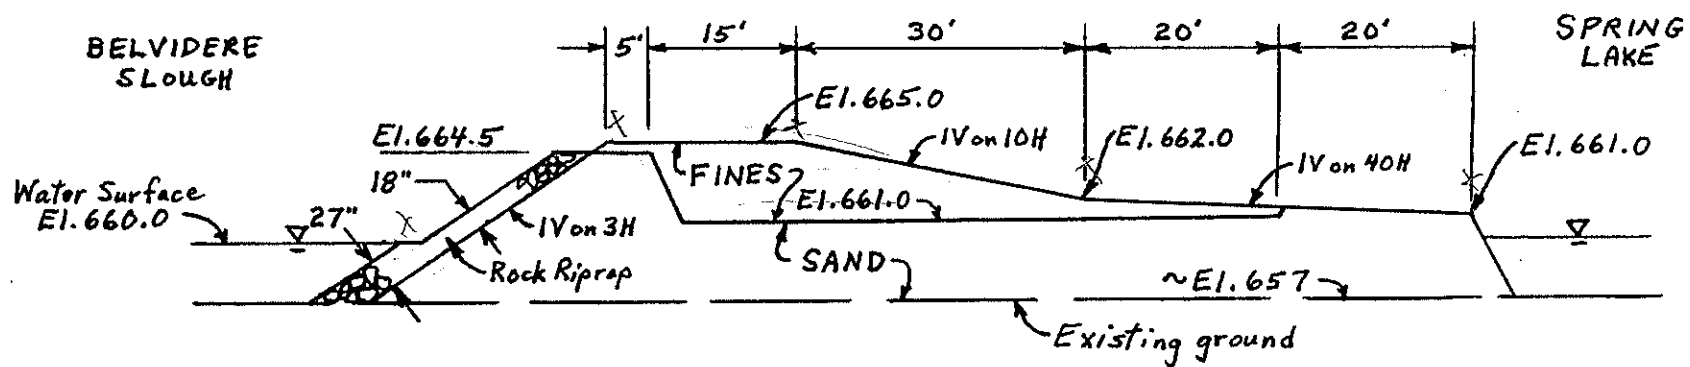 BELVIDERE
SLOUGH
5'
15'
30'
20'
20'
SPRING
LAKE
El.664.5
El.665.0
1V on 10H
El.662.0
1V on 40H
El.661.0
Water Surface
El.660.0
18"
27"
FINES
El.661.0
1V on 3H
Rock Riprap
SAND
~El.657
Existing ground